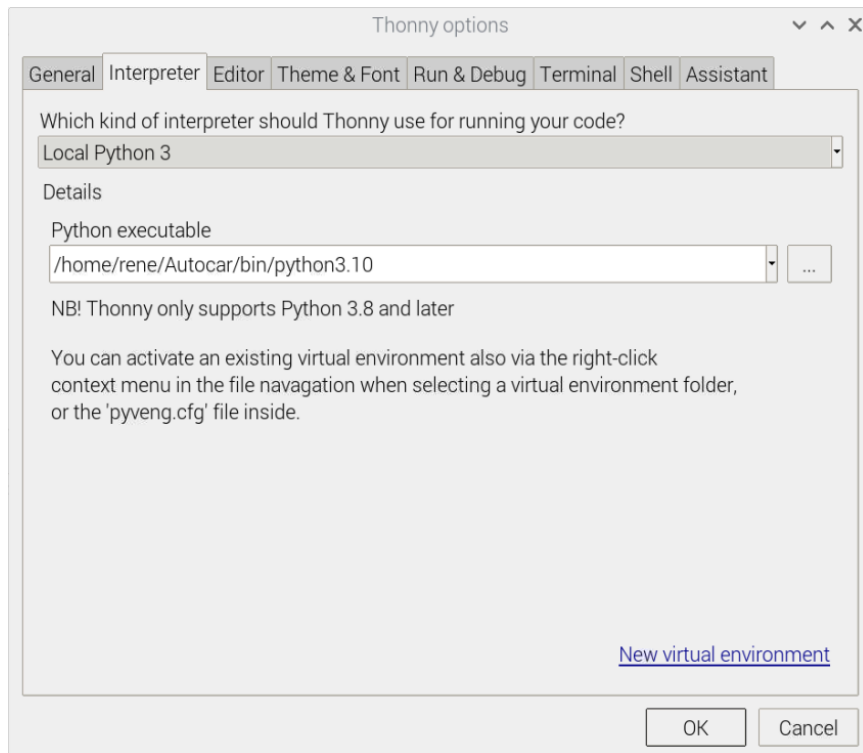 Thonny options
General Interpreter Editor Theme & Font Run & Debug Terminal Shell Assistant
Which kind of interpreter should Thonny use for running your code?
Local Python 3
Details
Python executable
/home/rene/Autocar/bin/python3.10
...
NB! Thonny only supports Python 3.8 and later
You can activate an existing virtual environment also via the right-click
context menu in the file navagation when selecting a virtual environment folder,
or the 'pyveng.cfg' file inside.
New virtual environment
OK Cancel